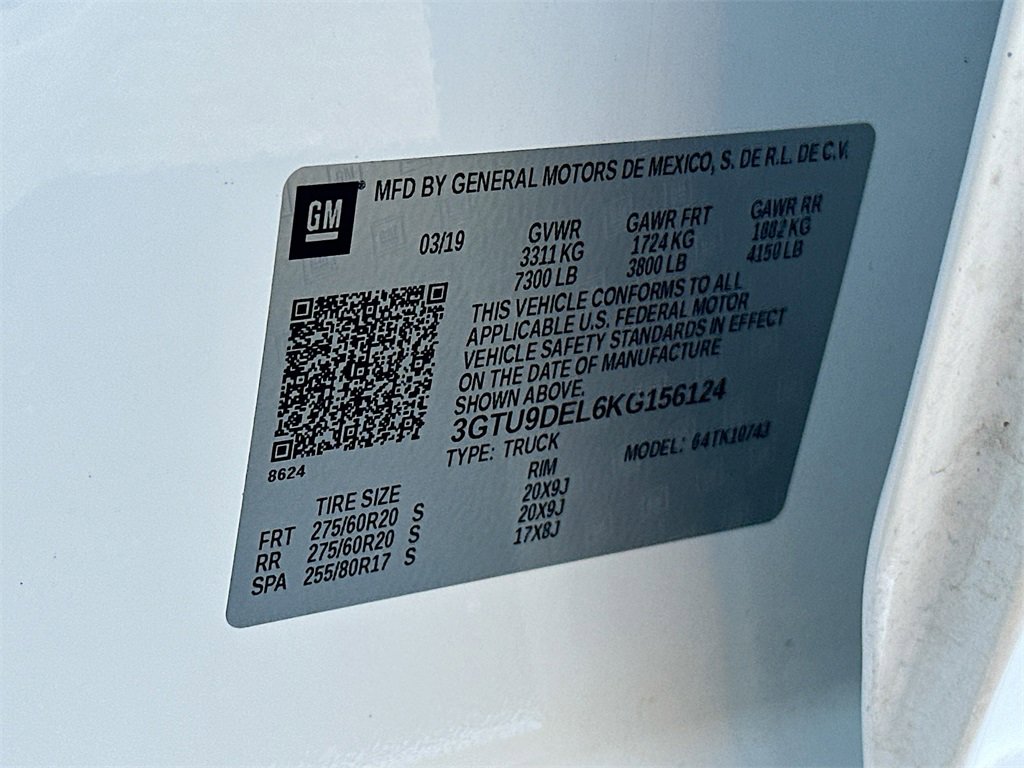 GM
MFD BY GENERAL MOTORS DE MEXICO, S. DE R.L. DE C.V.
03/19 GVWR GAWR FRT GAWR RR
3311 KG 1724 KG 1882 KG
7300 LB 3800 LB 4150 LB
THIS VEHICLE CONFORMS TO ALL
APPLICABLE U.S. FEDERAL MOTOR
VEHICLE SAFETY STANDARDS IN EFFECT
ON THE DATE OF MANUFACTURE
SHOWN ABOVE.
3GTU9DEL6KG156124
TYPE: TRUCK MODEL: 64TK10743
8624
TIRE SIZE RIM
FRT 275/60R20 S 20X9J
RR 275/60R20 S 20X9J
SPA 255/80R17 S 17X8J